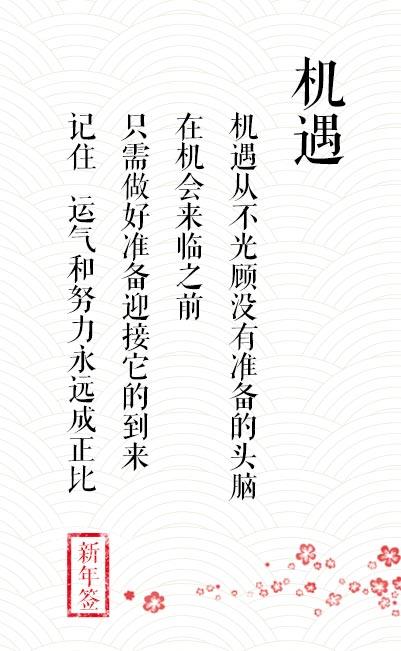 机遇
机遇从不光顾没有准备的头脑
在机会来临之前
只需做好准备迎接它的到来
记住 运气和努力永远成正比
新年签